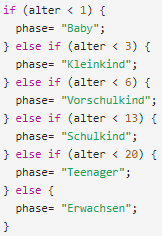 if (alter < 1) {
  phase= "Baby";
} else if (alter < 3) {
  phase= "Kleinkind";
} else if (alter < 6) {
  phase= "Vorschulkind";
} else if (alter < 13) {
  phase= "Schulkind";
} else if (alter < 20) {
  phase= "Teenager";
} else {
  phase= "Erwachsen";
}